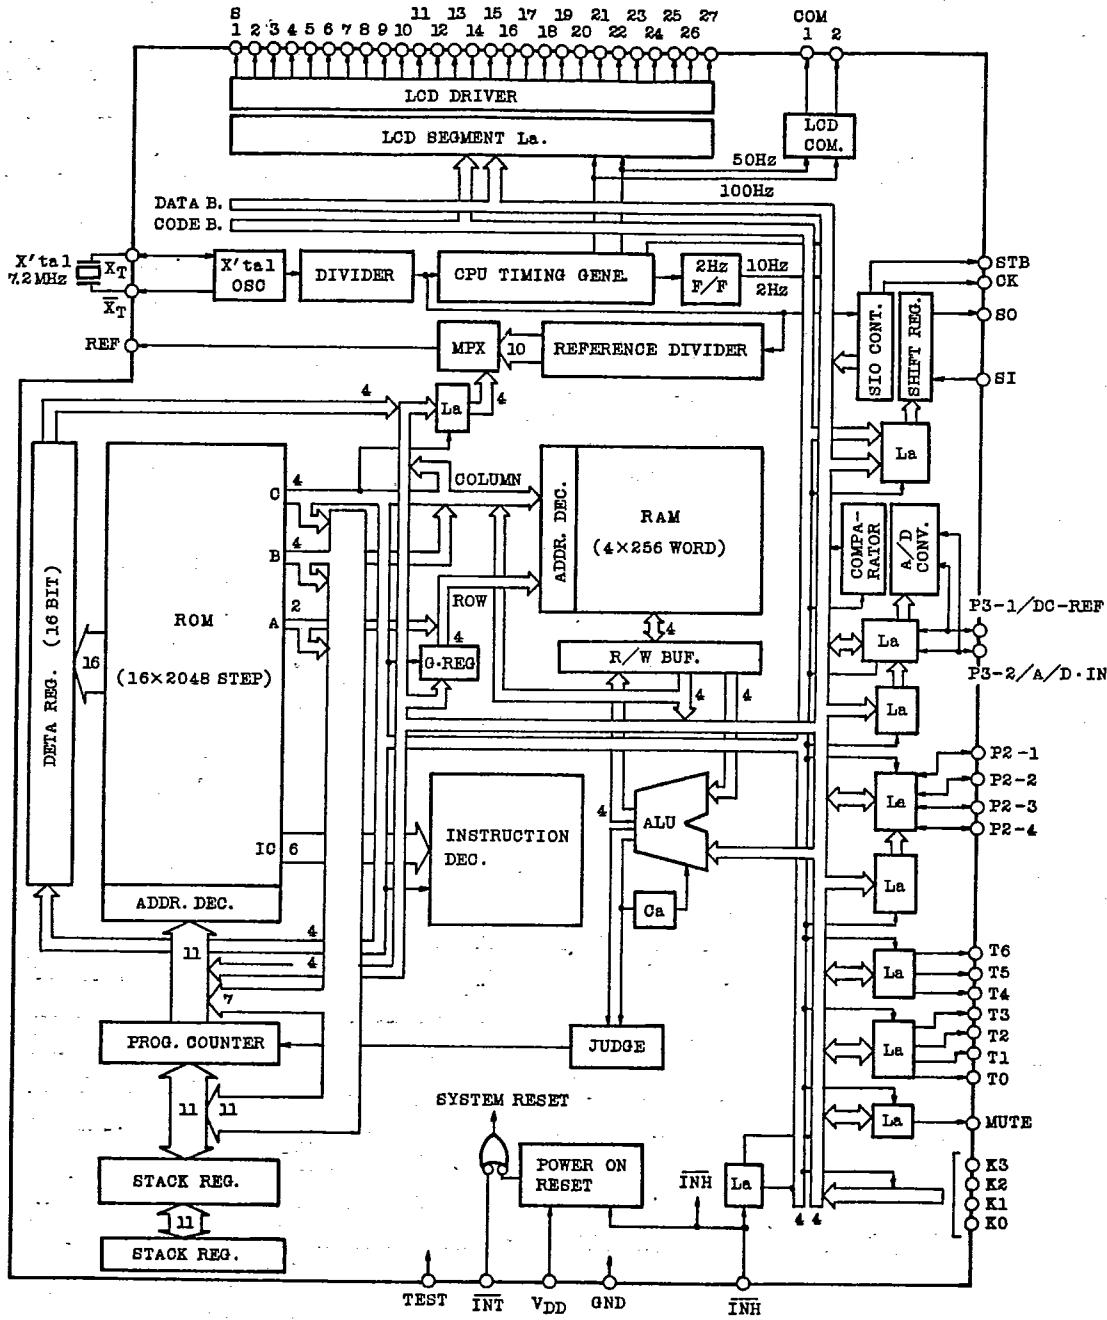 S
1 2 3 4 5 6 7 8 9 10 11 12 13 14 15 16 17 18 19 20 21 22 23 24 25 26 27
COM
1 2
LCD DRIVER
LCD SEGMENT La.
LCD COM.
50Hz
100Hz
DATA B.
CODE B.
X'tal
7.2MHz
XT
X̅T
X'tal OSC
DIVIDER
CPU TIMING GENE.
2Hz F/F
10Hz
2Hz
STB
CK
SO
SI
SIO CONT.
SHIFT REG.
REF
MPX
10
REFERENCE DIVIDER
4
La
4
La
DETA REG. (16 BIT)
16
ROM
(16×2048 STEP)
C 4
B 4
A 2
IC 6
ADDR. DEC.
COLUMN
ROW
4
G-REG
ADDR. DEC.
RAM
(4×256 WORD)
4
R/W BUF.
4
4
COMPA-
RATOR
A/D CONV.
P3-1/DC-REF
P3-2/A/D·IN
La
La
P2-1
P2-2
P2-3
P2-4
La
La
INSTRUCTION DEC.
4
ALU
Ca
11
4
4
7
PROG. COUNTER
JUDGE
11
11
STACK REG.
11
STACK REG.
T6
T5
T4
La
T3
T2
T1
T0
La
MUTE
La
K3
K2
K1
K0
SYSTEM RESET
POWER ON RESET
I̅N̅H̅
La
4 4
TEST
I̅N̅T̅
VDD
GND
I̅N̅H̅